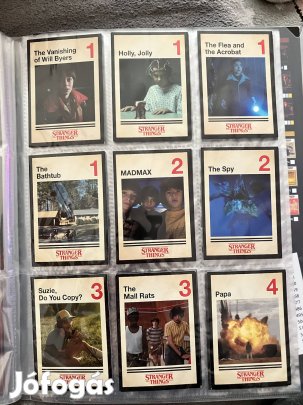 The Vanishing
of Will Byers
1
STRANGER
THINGS
Holly, Jolly
1
STRANGER
THINGS
The Flea and
the Acrobat
1
STRANGER
THINGS
The
Bathtub
1
STRANGER
THINGS
MADMAX
2
STRANGER
THINGS
The Spy
2
STRANGER
THINGS
Suzie,
Do You Copy?
3
STRANGER
THINGS
The
Mall Rats
3
STRANGER
THINGS
Papa
4
STRANGER
THINGS
Jófogás